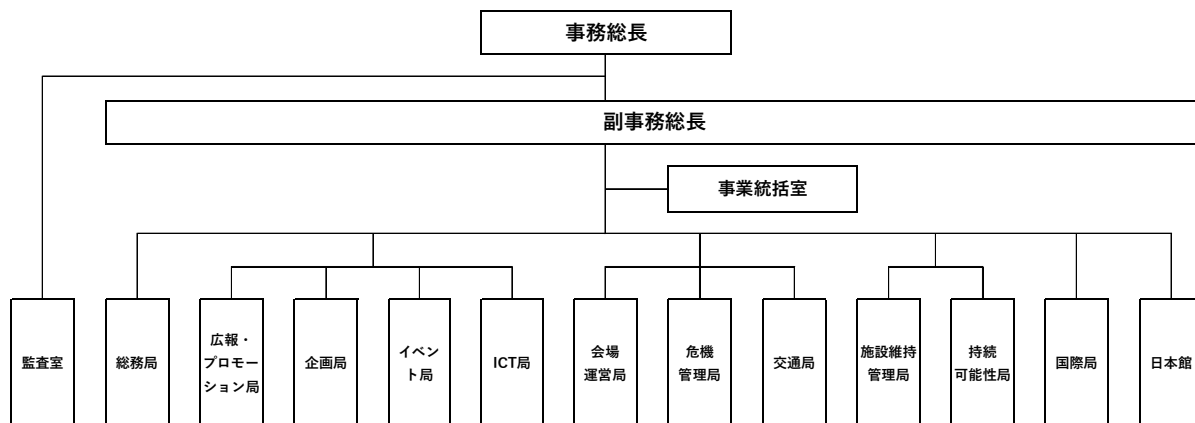 事務総長
副事務総長
事業統括室
監査室
総務局
広報・
プロモー
ション局
企画局
イベン
ト局
ICT局
会場
運営局
危機
管理局
交通局
施設維持
管理局
持続
可能性局
国際局
日本館